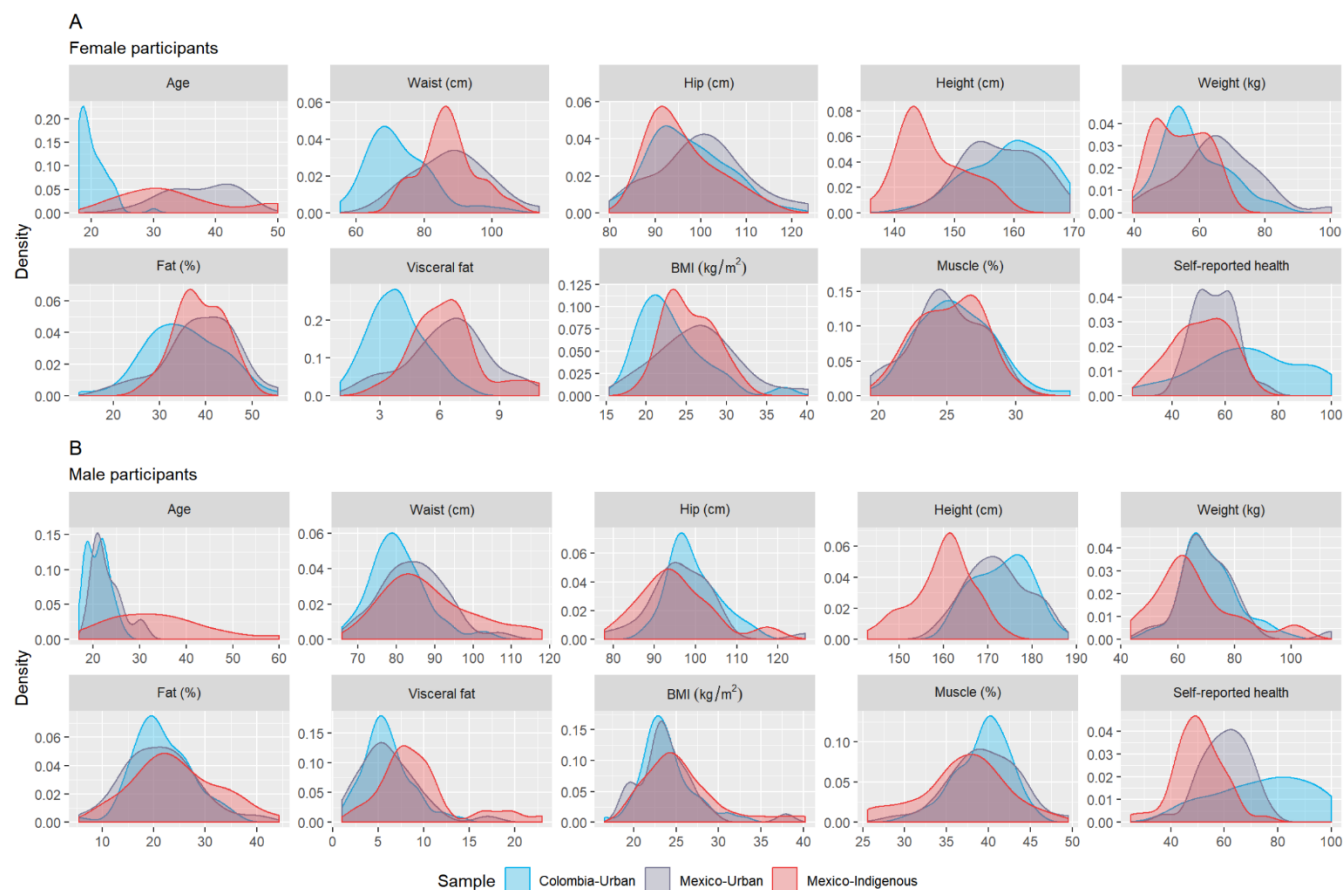 A
Female participants
Age Waist (cm) Hip (cm) Height (cm) Weight (kg)
0.20 0.15 0.10 0.05 0.00
0.06 0.04 0.02 0.00
0.06 0.04 0.02 0.00
0.08 0.06 0.04 0.02 0.00
0.04 0.03 0.02 0.01 0.00
20 30 40 50
60 80 100
80 90 100 110 120
140 150 160 170
40 60 80 100
Density
Fat (%) Visceral fat BMI (kg/m²) Muscle (%) Self-reported health
0.06 0.04 0.02 0.00
0.2 0.1 0.0
0.125 0.100 0.075 0.050 0.025 0.000
0.15 0.10 0.05 0.00
0.04 0.03 0.02 0.01 0.00
20 30 40 50
3 6 9
15 20 25 30 35 40
20 25 30
40 60 80 100
B
Male participants
Age Waist (cm) Hip (cm) Height (cm) Weight (kg)
0.15 0.10 0.05 0.00
0.06 0.04 0.02 0.00
0.06 0.04 0.02 0.00
0.06 0.04 0.02 0.00
0.04 0.03 0.02 0.01 0.00
20 30 40 50 60
70 80 90 100 110 120
80 90 100 110 120
150 160 170 180 190
40 60 80 100
Density
Fat (%) Visceral fat BMI (kg/m²) Muscle (%) Self-reported health
0.08 0.06 0.04 0.02 0.00
0.15 0.10 0.05 0.00
0.15 0.10 0.05 0.00
0.10 0.05 0.00
0.04 0.03 0.02 0.01 0.00
10 20 30 40
0 5 10 15 20
20 25 30 35 40
25 30 35 40 45 50
40 60 80 100
Sample Colombia-Urban Mexico-Urban Mexico-Indigenous